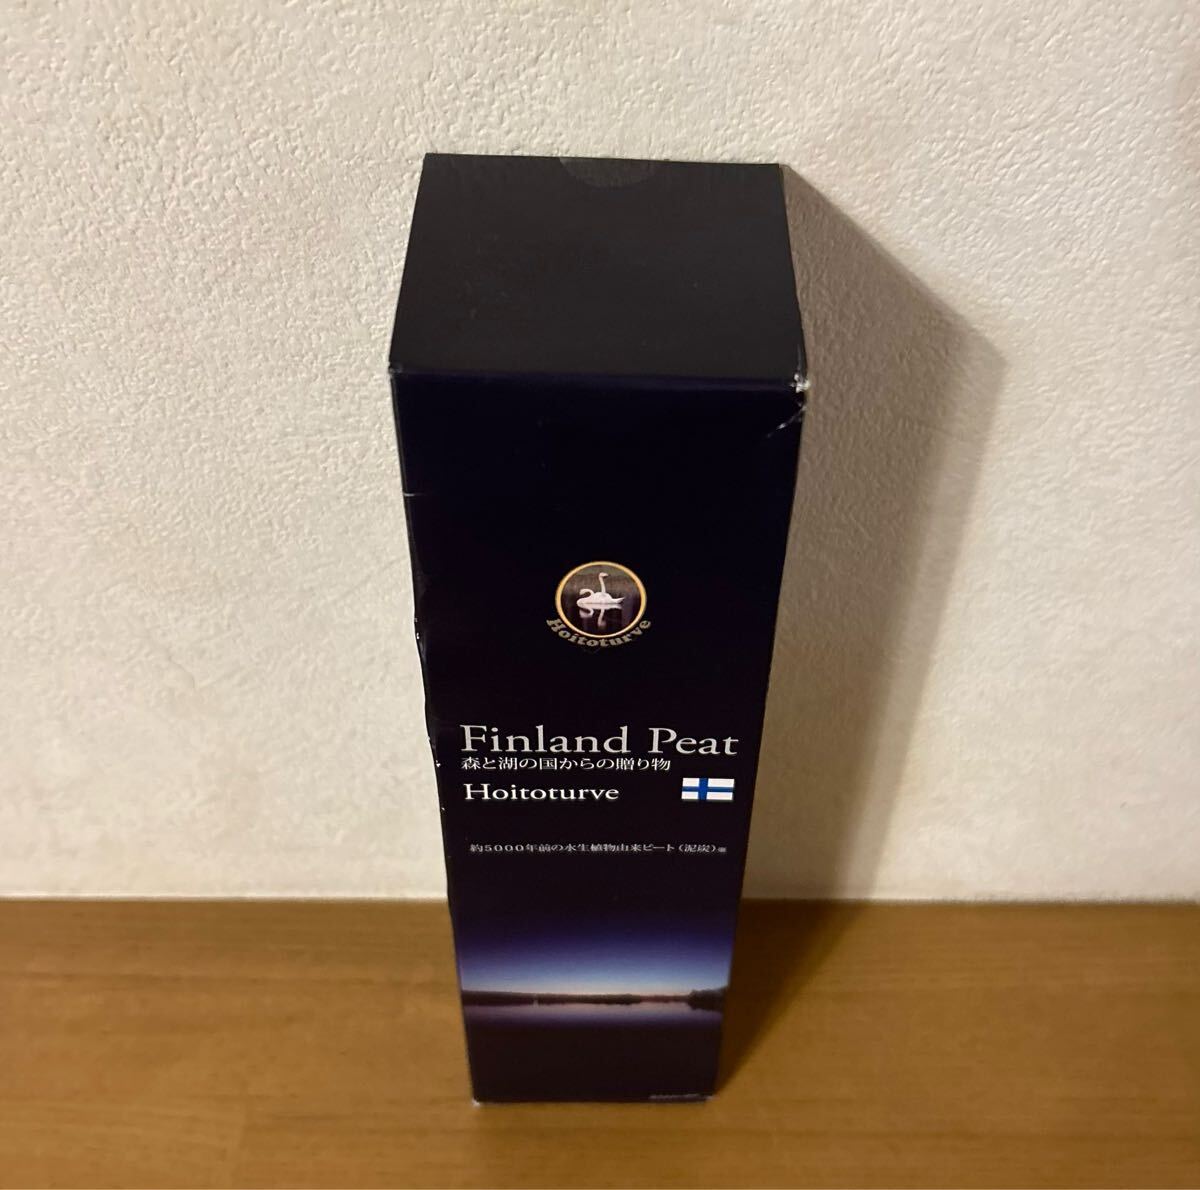 Hoitoturve
Finland Peat
森と湖の国からの贈り物
Hoitoturve
約5000年前の水生植物由来ピート(泥炭)※